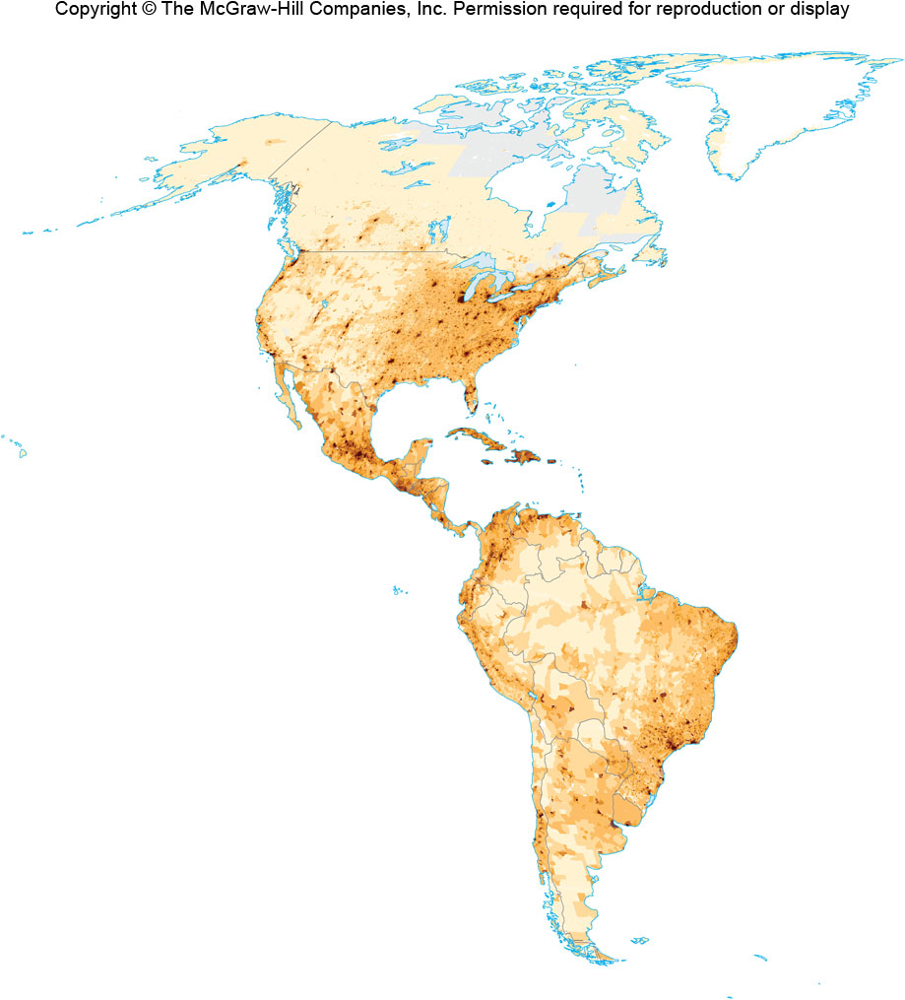 Copyright © The McGraw-Hill Companies, Inc. Permission required for reproduction or display